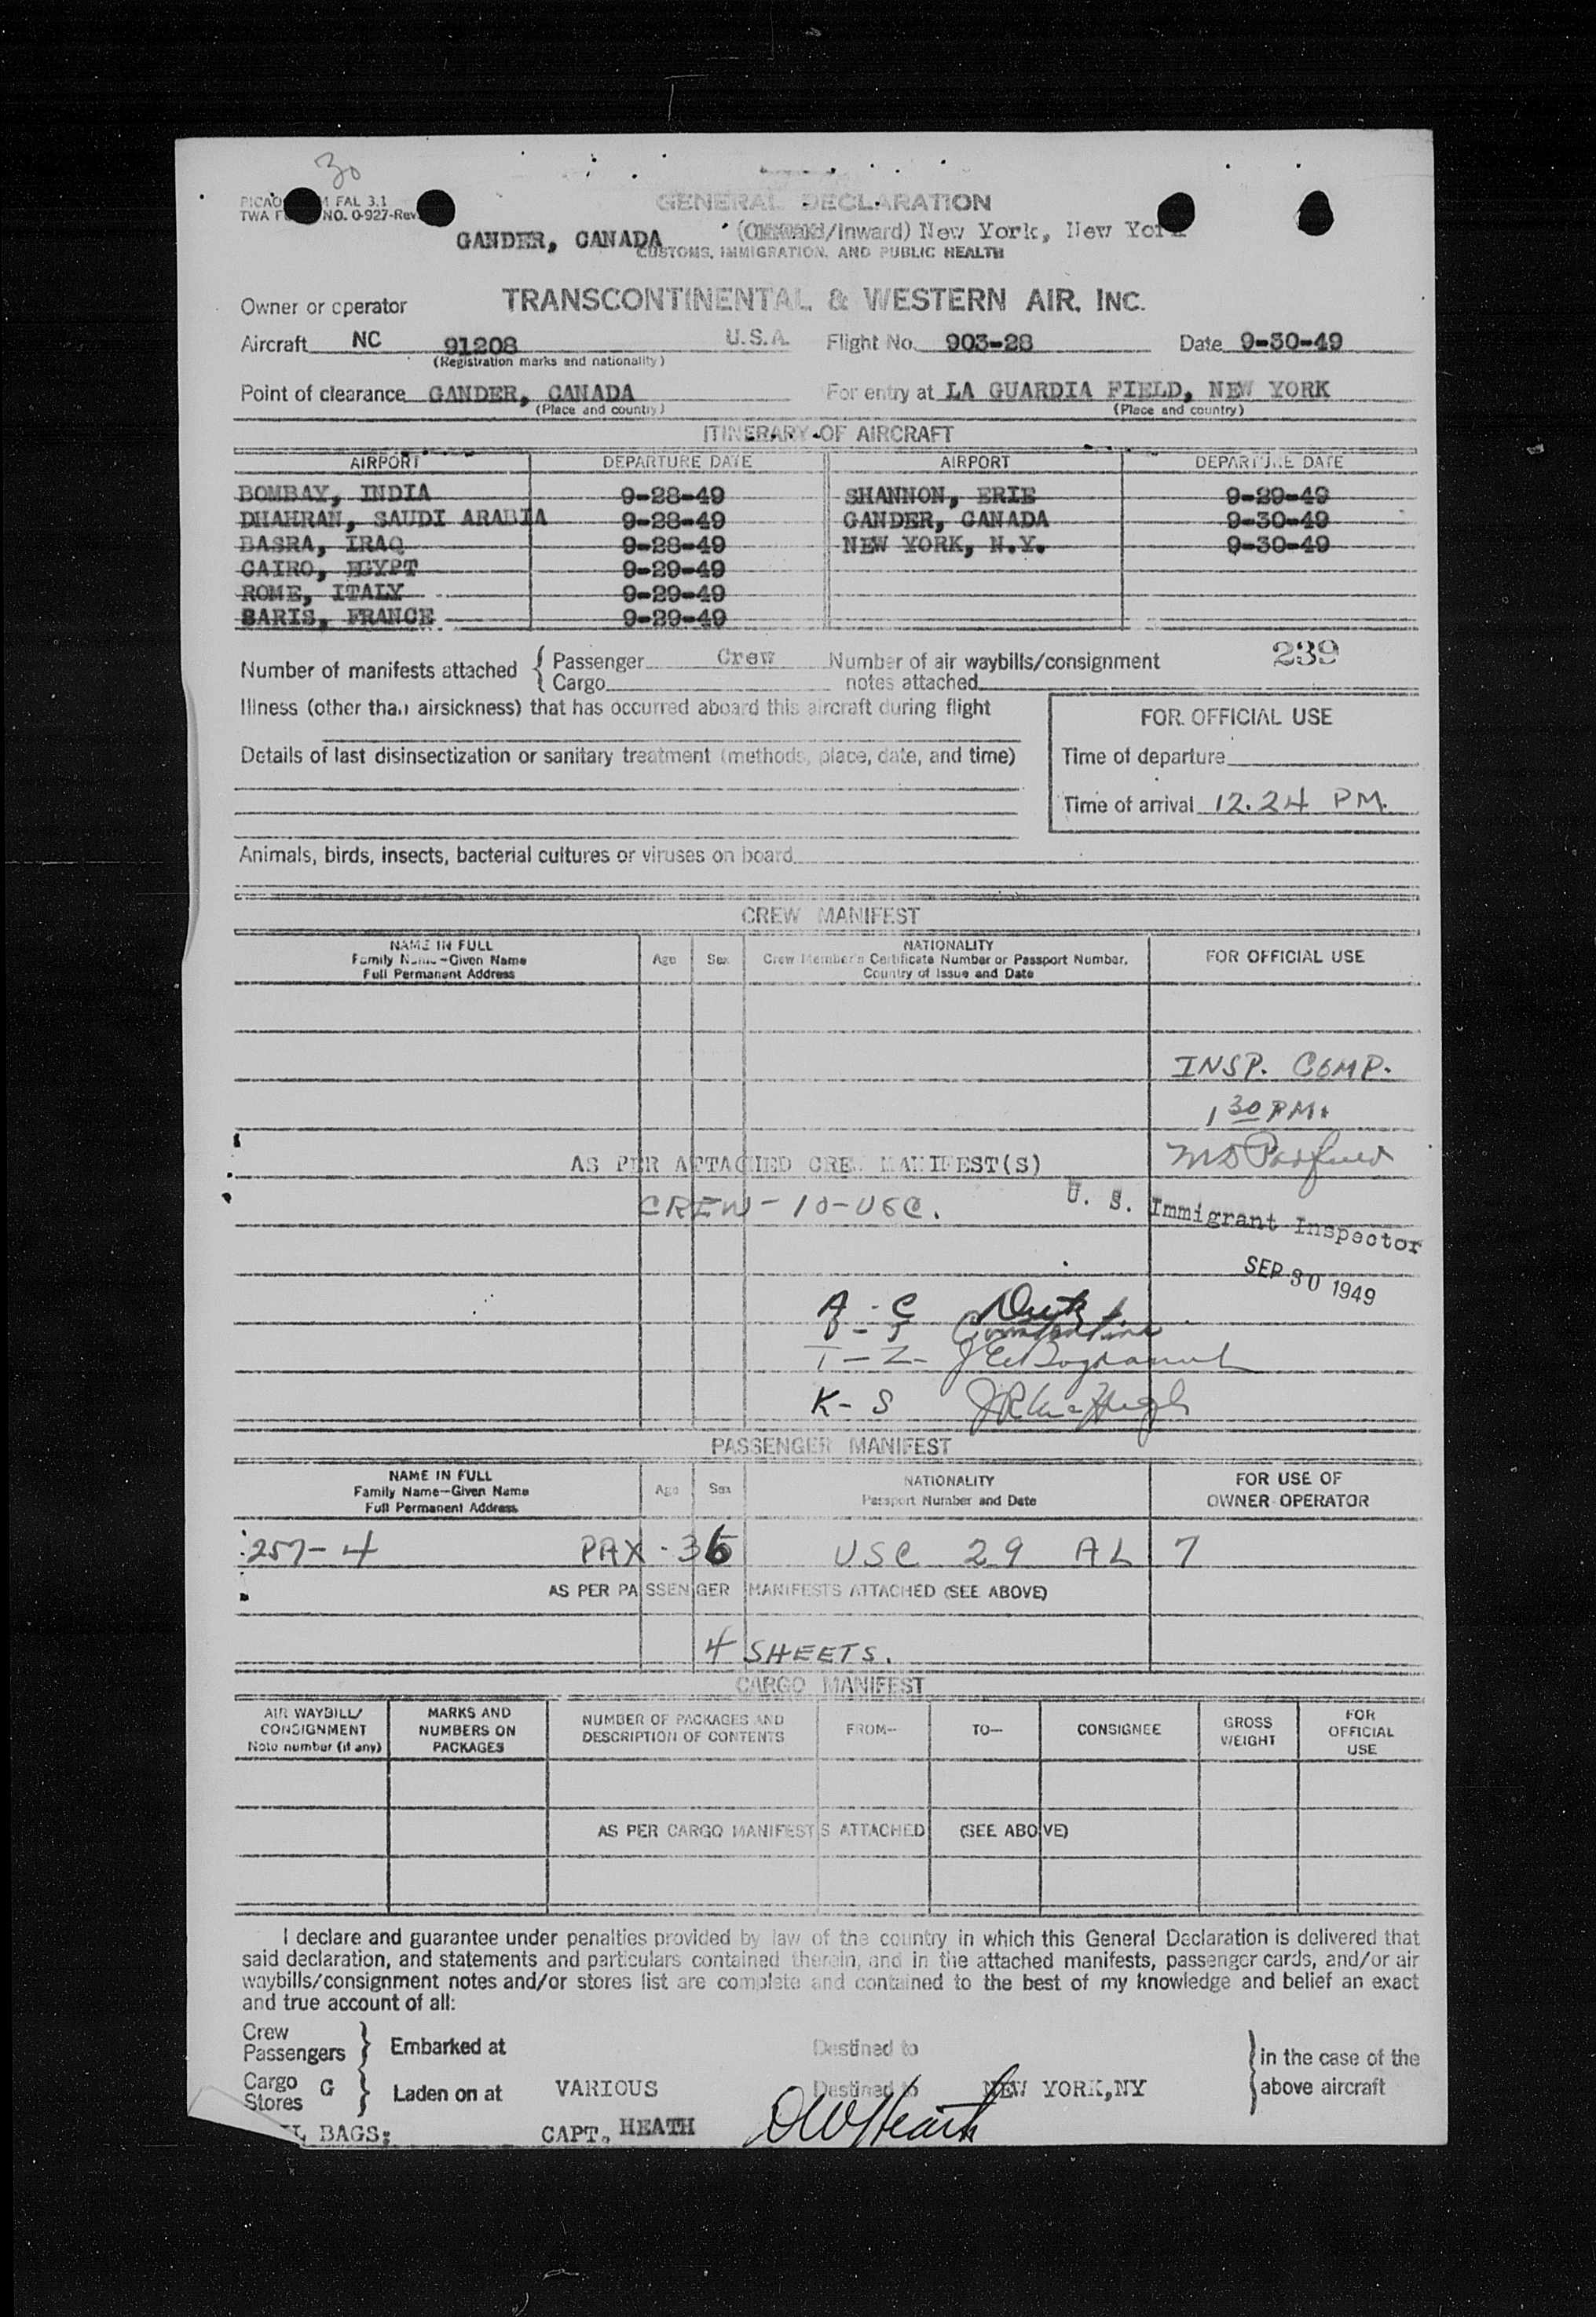 30
PICAO FAL 3.1
TWA F NO. 0-927-Rev
GENERAL DECLARATION
(Outward/Inward) New York, New York
GANDER, CANADA
CUSTOMS, IMMIGRATION, AND PUBLIC HEALTH
Owner or operator TRANSCONTINENTAL & WESTERN AIR, INC.
Aircraft NC 91208 U.S.A. Flight No. 903-28 Date 9-30-49
(Registration marks and nationality)
Point of clearance GANDER, CANADA For entry at LA GUARDIA FIELD, NEW YORK
(Place and country) (Place and country)
ITINERARY OF AIRCRAFT
AIRPORT DEPARTURE DATE AIRPORT DEPARTURE DATE
BOMBAY, INDIA 9-28-49 SHANNON, ERIE 9-29-49
DHAHRAN, SAUDI ARABIA 9-28-49 GANDER, CANADA 9-30-49
BASRA, IRAQ 9-28-49 NEW YORK, N.Y. 9-30-49
CAIRO, EGYPT 9-29-49
ROME, ITALY 9-29-49
SARIS, FRANCE 9-29-49
239
Number of manifests attached { Passenger Crew Number of air waybills/consignment
Cargo notes attached
Illness (other than airsickness) that has occurred aboard this aircraft during flight
FOR OFFICIAL USE
Details of last disinsectization or sanitary treatment (methods, place, date, and time)
Time of departure
Time of arrival 12.24 PM.
Animals, birds, insects, bacterial cultures or viruses on board
CREW MANIFEST
NAME IN FULL
Family Name—Given Name
Full Permanent Address
Age Sex
NATIONALITY
Crew Member's Certificate Number or Passport Number,
Country of Issue and Date
FOR OFFICIAL USE
INSP. COMP.
1 30 PM.
AS PER ATTACHED CREW MANIFEST(S)
CREW - 10 - USC.
U. S. Immigrant Inspector
SEP 30 1949
A - C
T - Z
K - S
PASSENGER MANIFEST
NAME IN FULL
Family Name—Given Name
Full Permanent Address
Age Sex
NATIONALITY
Passport Number and Date
FOR USE OF
OWNER-OPERATOR
257-4 PAX - 36 USC 29 AL 7
AS PER PASSENGER MANIFESTS ATTACHED (SEE ABOVE)
4 SHEETS.
CARGO MANIFEST
AIR WAYBILL/
CONSIGNMENT
Note number (if any)
MARKS AND
NUMBERS ON
PACKAGES
NUMBER OF PACKAGES AND
DESCRIPTION OF CONTENTS
FROM—
TO—
CONSIGNEE
GROSS
WEIGHT
FOR
OFFICIAL
USE
AS PER CARGO MANIFESTS ATTACHED (SEE ABOVE)
I declare and guarantee under penalties provided by law of the country in which this General Declaration is delivered that
said declaration, and statements and particulars contained therein, and in the attached manifests, passenger cards, and/or air
waybills/consignment notes and/or stores list are complete and contained to the best of my knowledge and belief an exact
and true account of all:
Crew
Passengers } Embarked at Destined to } in the case of the
Cargo G
Stores } Laden on at VARIOUS Destined to NEW YORK,NY above aircraft
L BAGS: CAPT. HEATH DW Heath